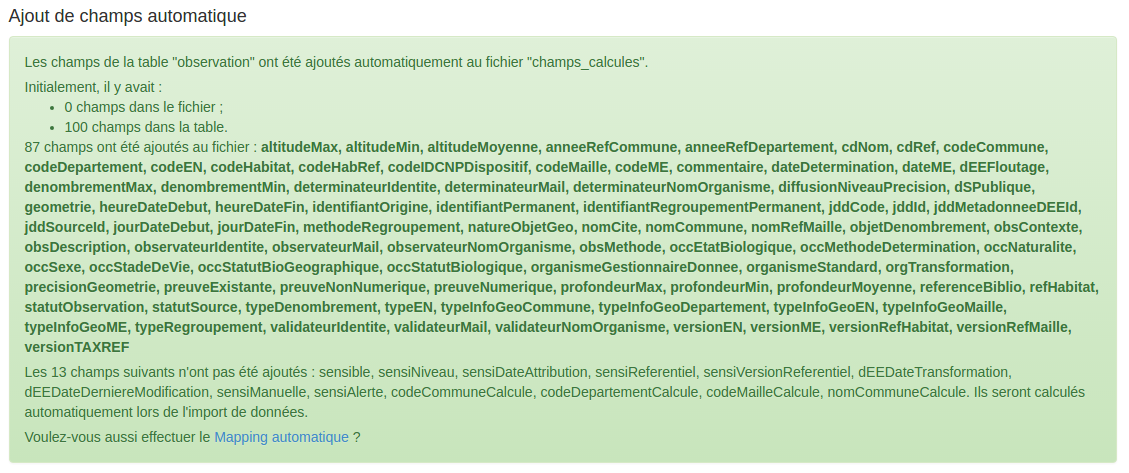 Ajout de champs automatique
Les champs de la table "observation" ont été ajoutés automatiquement au fichier "champs_calcules".
Initialement, il y avait :
• 0 champs dans le fichier ;
• 100 champs dans la table.
87 champs ont été ajoutés au fichier : altitudeMax, altitudeMin, altitudeMoyenne, anneeRefCommune, anneeRefDepartement, cdNom, cdRef, codeCommune,
codeDepartement, codeEN, codeHabitat, codeHabRef, codeIDCNPDispositif, codeMaille, codeME, commentaire, dateDetermination, dateME, dEEFloutage,
denombrementMax, denombrementMin, determinateurIdentite, determinateurMail, determinateurNomOrganisme, diffusionNiveauPrecision, dSPublique,
geometrie, heureDateDebut, heureDateFin, identifiantOrigine, identifiantPermanent, identifiantRegroupementPermanent, jddCode, jddId, jddMetadonneeDEEId,
jddSourceId, jourDateDebut, jourDateFin, methodeRegroupement, natureObjetGeo, nomCite, nomCommune, nomRefMaille, objetDenombrement, obsContexte,
obsDescription, observateurIdentite, observateurMail, observateurNomOrganisme, obsMethode, occEtatBiologique, occMethodeDetermination, occNaturalite,
occSexe, occStadeDeVie, occStatutBioGeographique, occStatutBiologique, organismeGestionnaireDonnee, organismeStandard, orgTransformation,
precisionGeometrie, preuveExistante, preuveNonNumerique, preuveNumerique, profondeurMax, profondeurMin, profondeurMoyenne, referenceBiblio, refHabitat,
statutObservation, statutSource, typeDenombrement, typeEN, typeInfoGeoCommune, typeInfoGeoDepartement, typeInfoGeoEN, typeInfoGeoMaille,
typeInfoGeoME, typeRegroupement, validateurIdentite, validateurMail, validateurNomOrganisme, versionEN, versionME, versionRefHabitat, versionRefMaille,
versionTAXREF
Les 13 champs suivants n'ont pas été ajoutés : sensible, sensiNiveau, sensiDateAttribution, sensiReferentiel, sensiVersionReferentiel, dEEDateTransformation,
dEEDateDerniereModification, sensiManuelle, sensiAlerte, codeCommuneCalcule, codeDepartementCalcule, codeMailleCalcule, nomCommuneCalcule. Ils seront calculés
automatiquement lors de l'import de données.
Voulez-vous aussi effectuer le Mapping automatique ?